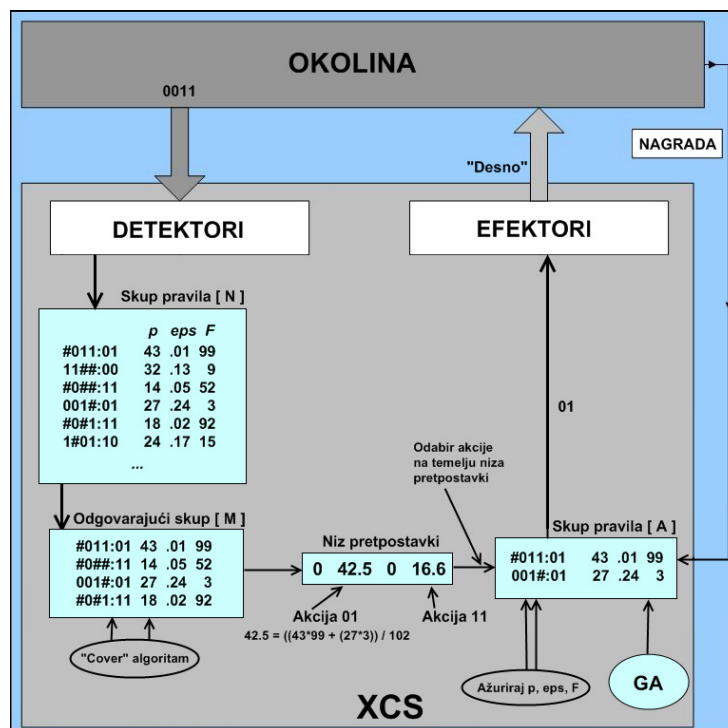 OKOLINA
0011
NAGRADA
"Desno"
DETEKTORI
EFEKTORI
Skup pravila [ N ]
p eps F
#011:01 43 .01 99
11##:00 32 .13 9
#0##:11 14 .05 52
001#:01 27 .24 3
#0#1:11 18 .02 92
1#01:10 24 .17 15
...
01
Odabir akcije
na temelju niza
pretpostavki
Odgovarajući skup [ M ]
#011:01 43 .01 99
#0##:11 14 .05 52
001#:01 27 .24 3
#0#1:11 18 .02 92
Niz pretpostavki
0 42.5 0 16.6
Akcija 01
Akcija 11
42.5 = ((43*99 + (27*3)) / 102
Skup pravila [ A ]
#011:01 43 .01 99
001#:01 27 .24 3
"Cover" algoritam
Ažuriraj p, eps, F
GA
XCS